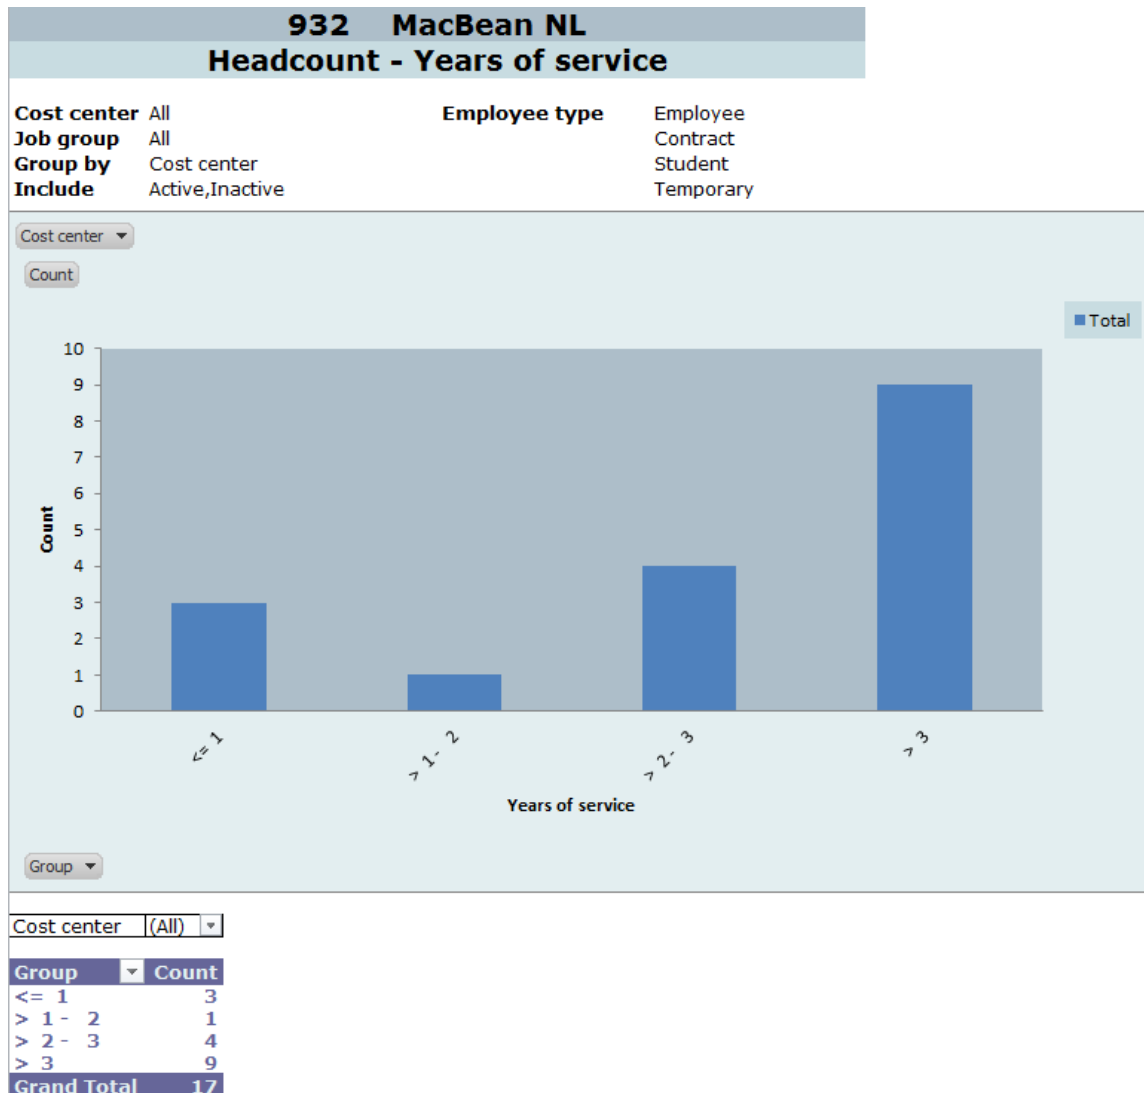 932 MacBean NL
Headcount - Years of service
Cost center All Employee type Employee
Job group All Contract
Group by Cost center Student
Include Active,Inactive Temporary
Cost center
Count
Total
10
9
8
7
6
5
4
3
2
1
0
Count
<= 1
> 1 - 2
> 2 - 3
> 3
Years of service
Group
Cost center (All)
Group Count
<= 1 3
> 1 - 2 1
> 2 - 3 4
> 3 9
Grand Total 17